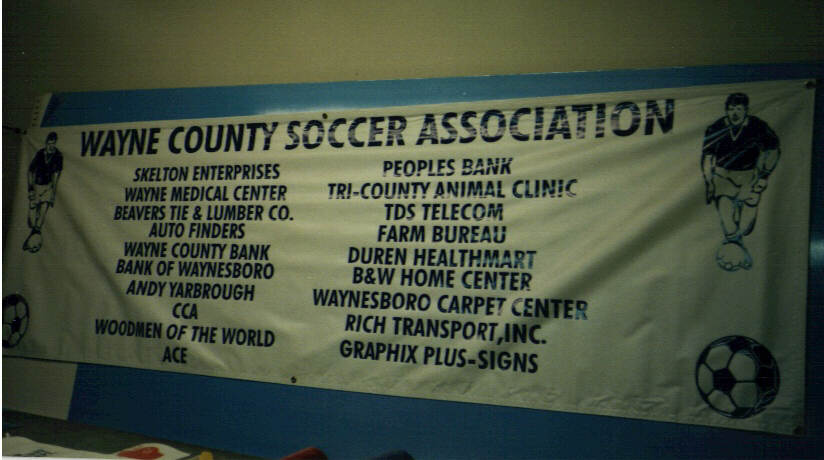 WAYNE COUNTY SOCCER ASSOCIATION
SKELTON ENTERPRISES
WAYNE MEDICAL CENTER
BEAVERS TIE & LUMBER CO.
AUTO FINDERS
WAYNE COUNTY BANK
BANK OF WAYNESBORO
ANDY YARBROUGH
CCA
WOODMEN OF THE WORLD
ACE
PEOPLES BANK
TRI-COUNTY ANIMAL CLINIC
TDS TELECOM
FARM BUREAU
DUREN HEALTHMART
B&W HOME CENTER
WAYNESBORO CARPET CENTER
RICH TRANSPORT,INC.
GRAPHIX PLUS-SIGNS